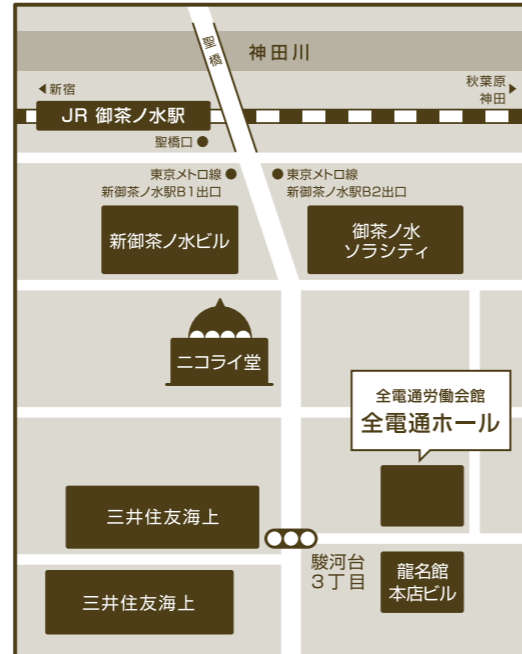 聖橋
神田川
新宿
秋葉原
神田
JR 御茶ノ水駅
聖橋口
東京メトロ線
新御茶ノ水駅B1出口
東京メトロ線
新御茶ノ水駅B2出口
新御茶ノ水ビル
御茶ノ水
ソラシティ
ニコライ堂
全電通労働会館
全電通ホール
三井住友海上
駿河台
3丁目
龍名館
本店ビル
三井住友海上